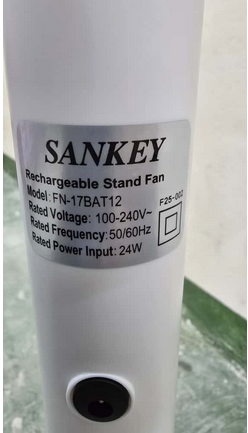 SANKEY
Rechargeable Stand Fan
Model: FN-17BAT12
Rated Voltage: 100-240V~
Rated Frequency: 50/60Hz
Rated Power Input: 24W
F25-002